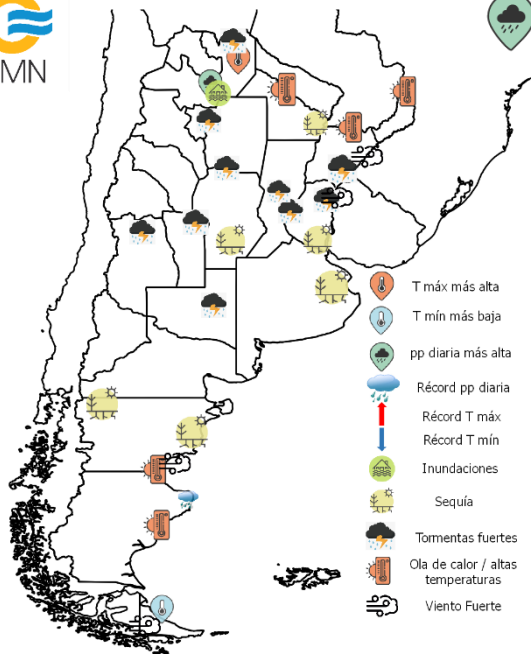 MN
T máx más alta
T mín más baja
pp diaria más alta
Récord pp diaria
Récord T máx
Récord T mín
Inundaciones
Sequía
Tormentas fuertes
Ola de calor / altas
temperaturas
Viento Fuerte